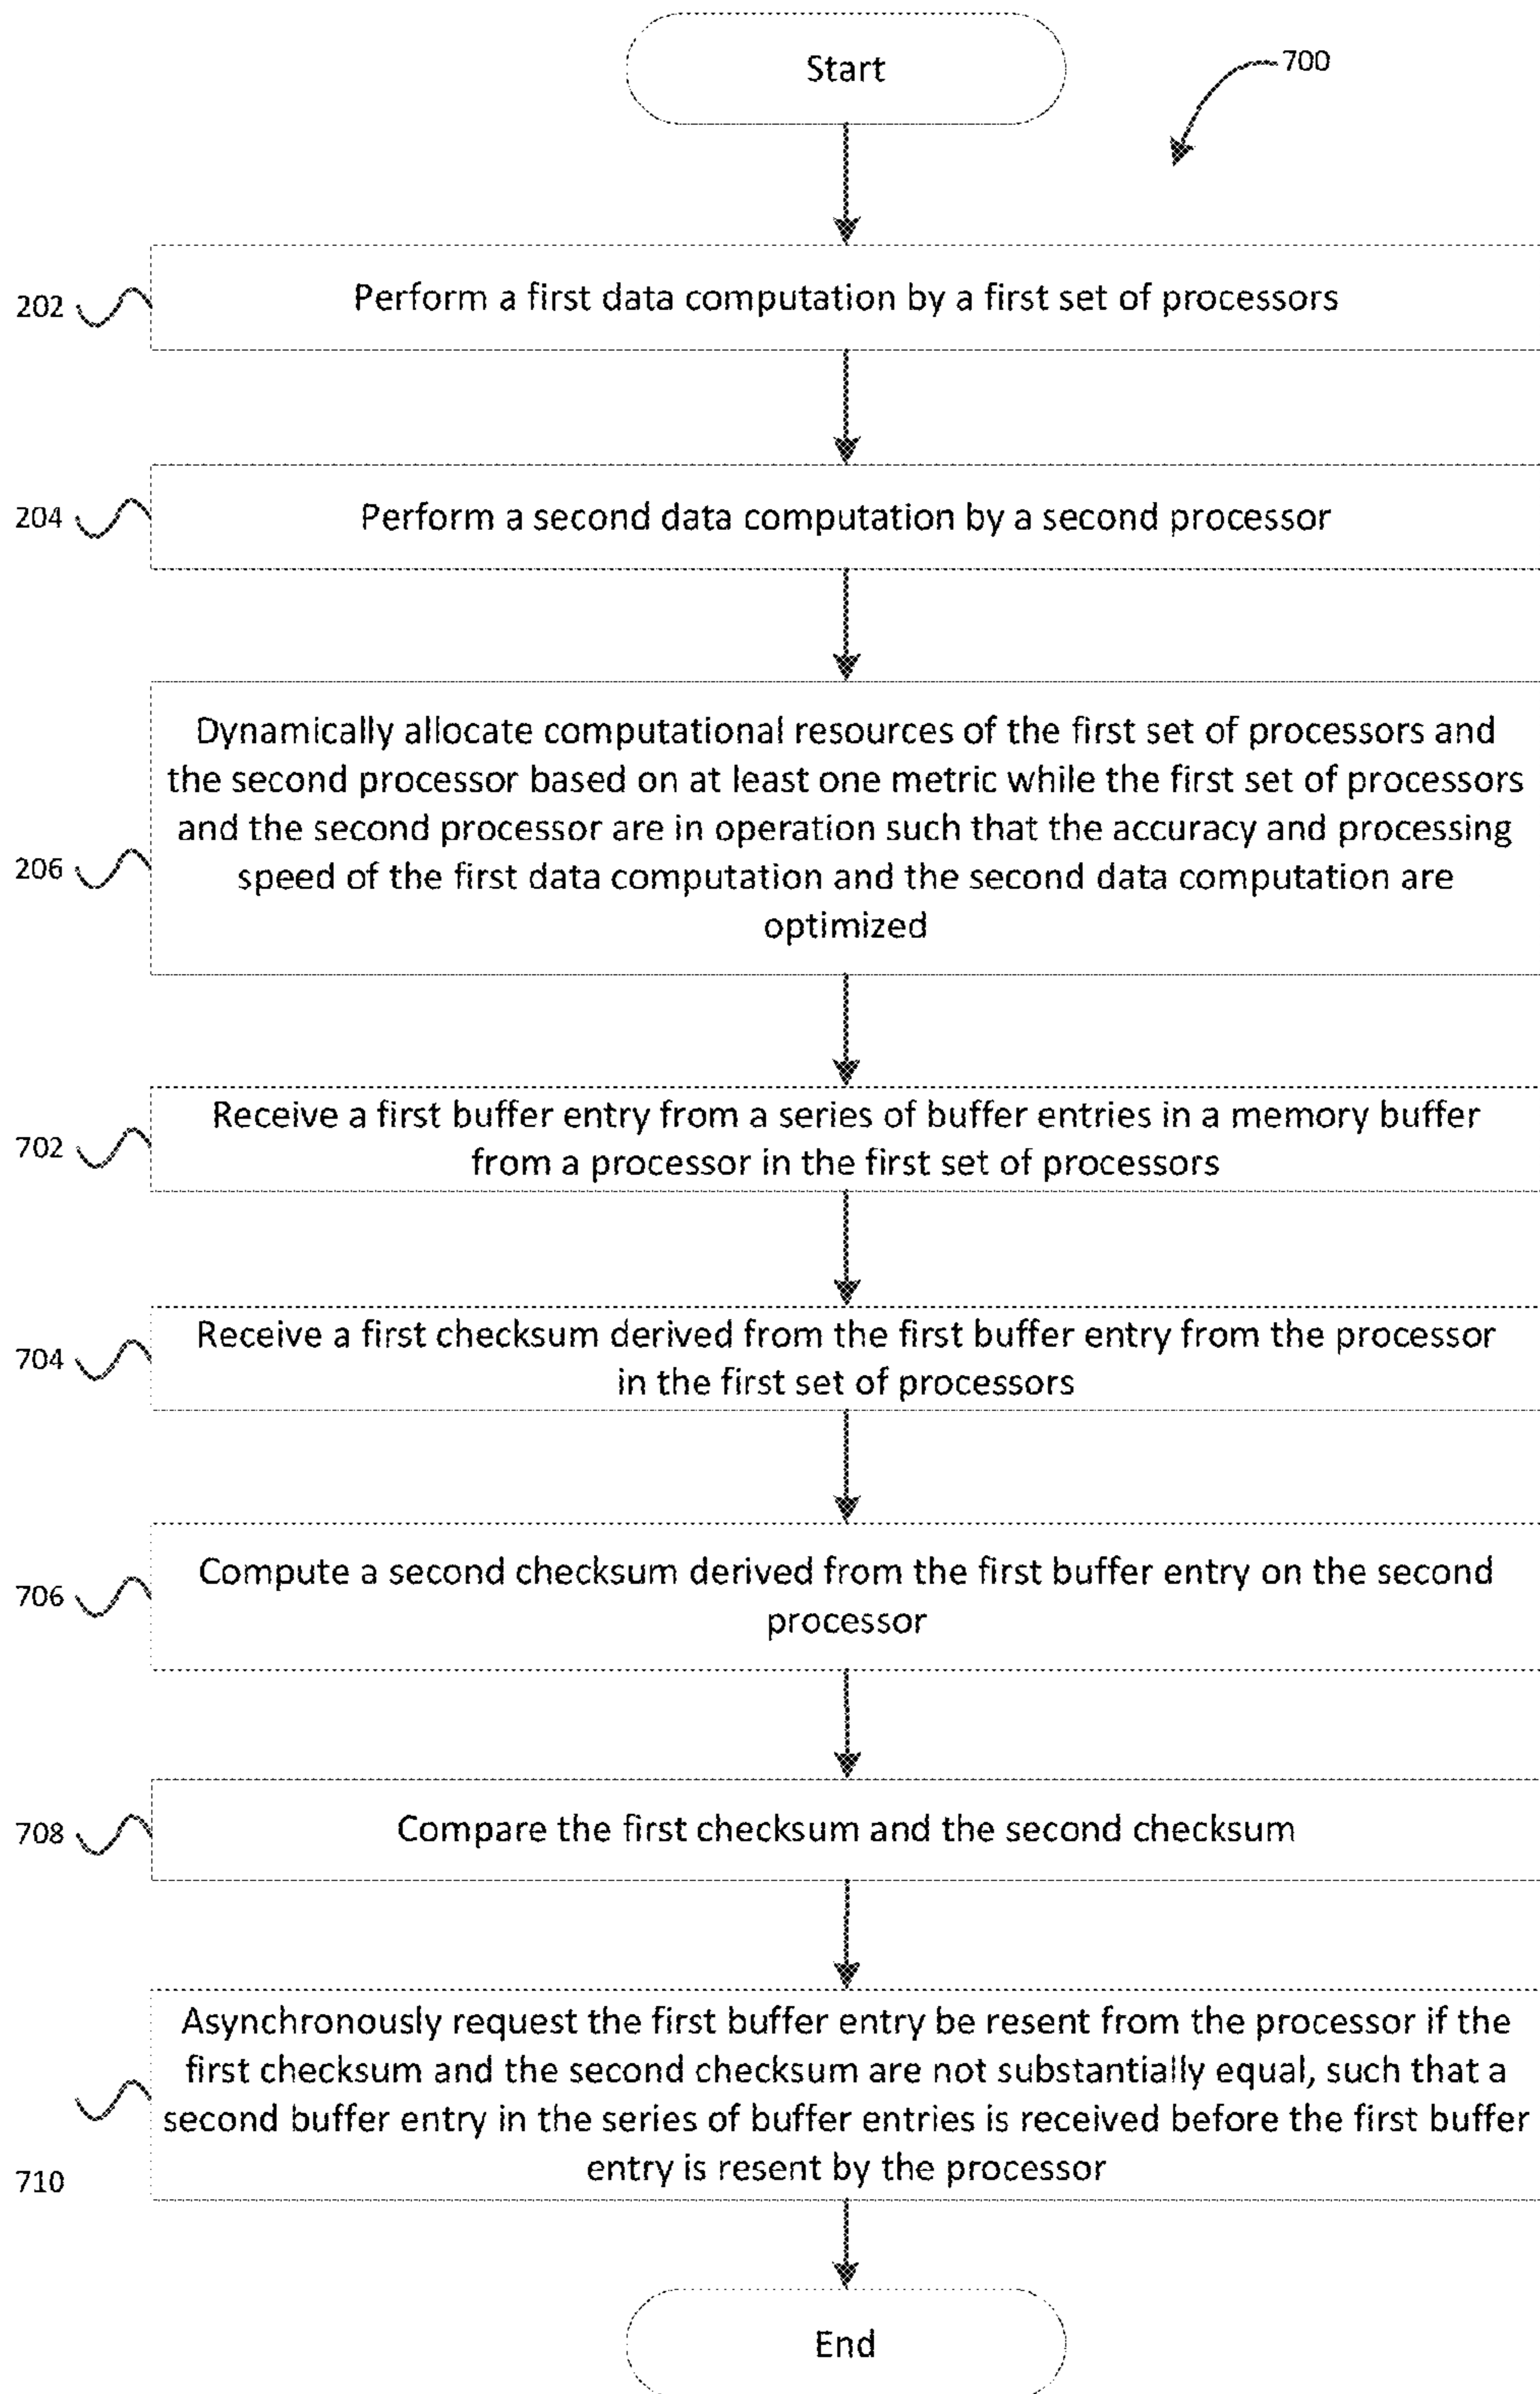 Start
700
202
Perform a first data computation by a first set of processors
204
Perform a second data computation by a second processor
206
Dynamically allocate computational resources of the first set of processors and
the second processor based on at least one metric while the first set of processors
and the second processor are in operation such that the accuracy and processing
speed of the first data computation and the second data computation are
optimized
702
Receive a first buffer entry from a series of buffer entries in a memory buffer
from a processor in the first set of processors
704
Receive a first checksum derived from the first buffer entry from the processor
in the first set of processors
706
Compute a second checksum derived from the first buffer entry on the second
processor
708
Compare the first checksum and the second checksum
710
Asynchronously request the first buffer entry be resent from the processor if the
first checksum and the second checksum are not substantially equal, such that a
second buffer entry in the series of buffer entries is received before the first buffer
entry is resent by the processor
End